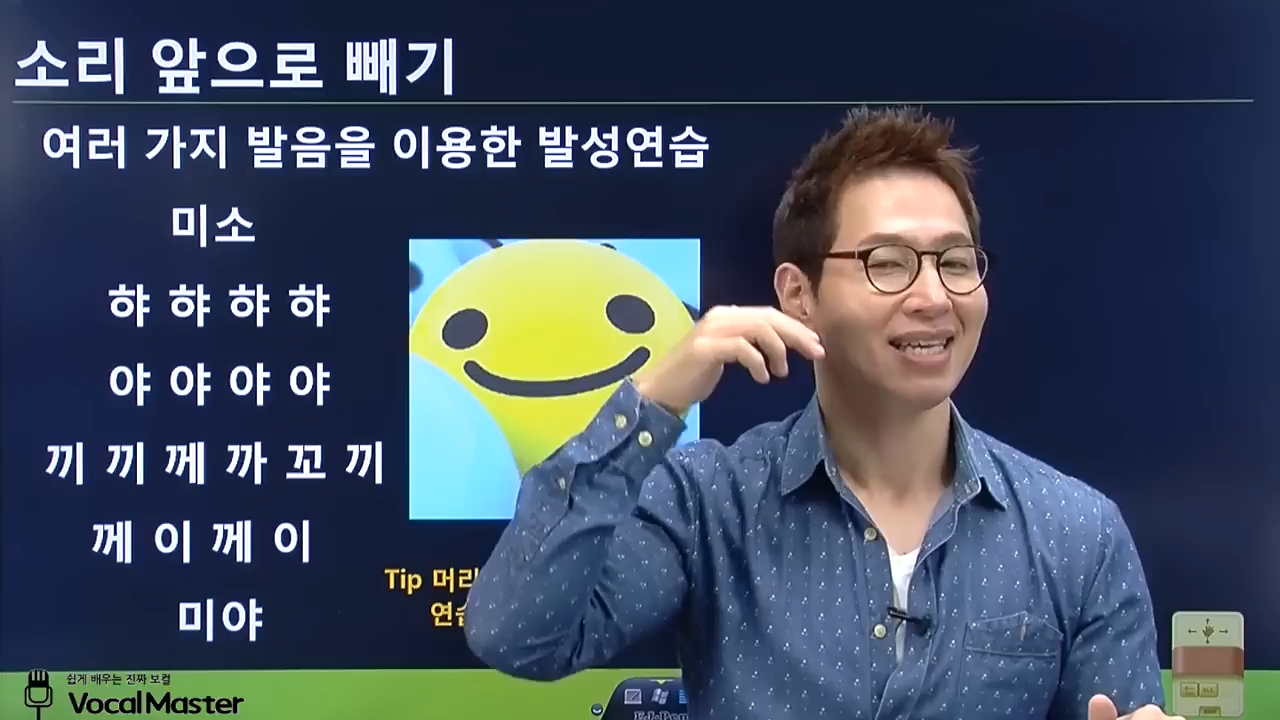 소리 앞으로 빼기
여러 가지 발음을 이용한 발성연습
미소
햐 햐 햐 햐
야 야 야 야
끼 끼 께 까 꼬 끼
께 이 께 이
미야
Tip 머리
쉽게 배우는 진짜 보컬
VocalMaster